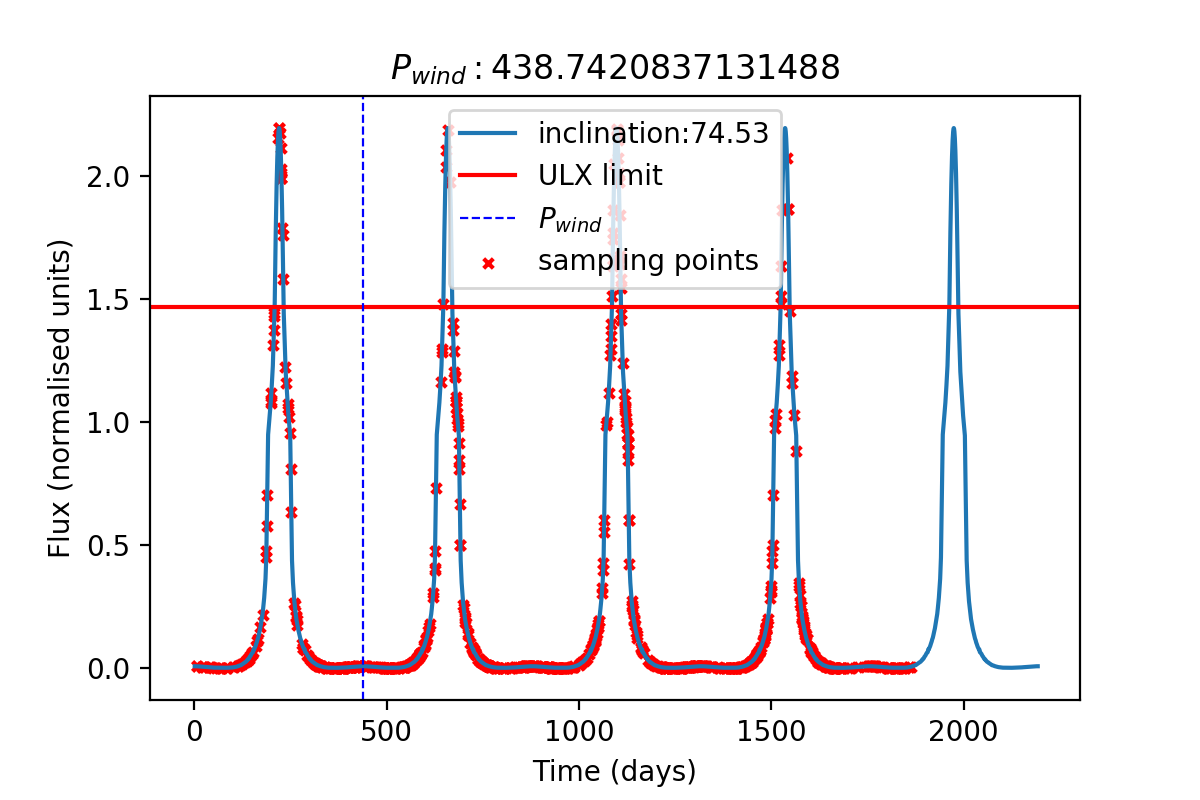 P_wind : 438.7420837131488
inclination:74.53
ULX limit
P_wind
sampling points
Flux (normalised units)
2.0
1.5
1.0
0.5
0.0
0 500 1000 1500 2000
Time (days)